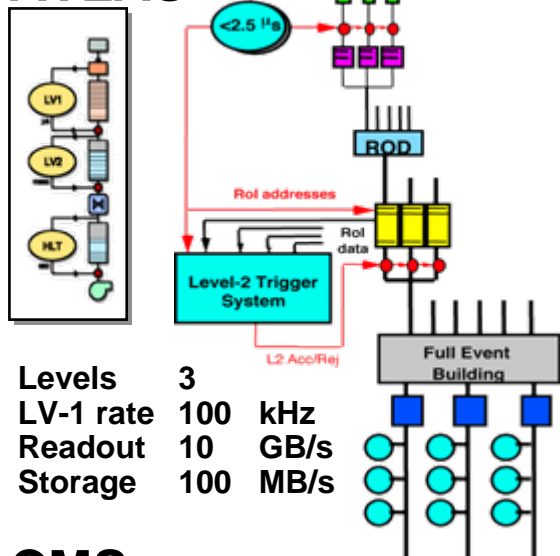 <2.5 µs
LV1
LV2
HLT
ROD
RoI addresses
RoI
data
Level-2 Trigger
System
L2 Acc/Rej
Full Event
Building
Levels 3
LV-1 rate 100 kHz
Readout 10 GB/s
Storage 100 MB/s